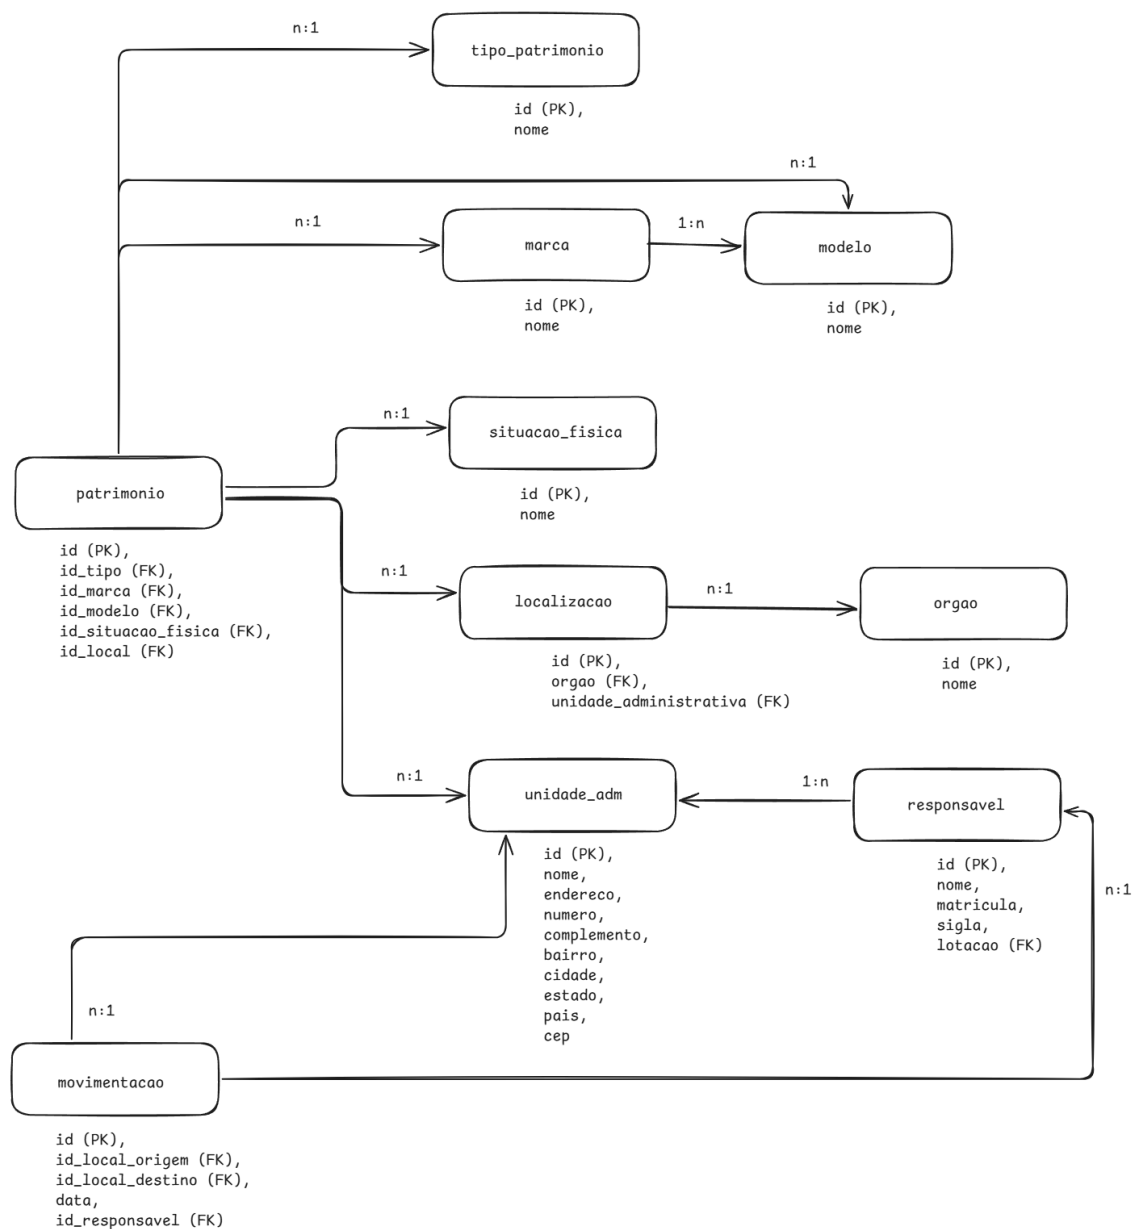 n:1
tipo_patrimonio
id (PK),
nome
n:1
n:1
marca
1:n
modelo
id (PK),
nome
id (PK),
nome
n:1
situacao_fisica
id (PK),
nome
patrimonio
id (PK),
id_tipo (FK),
id_marca (FK),
id_modelo (FK),
id_situacao_fisica (FK),
id_local (FK)
n:1
localizacao
n:1
orgao
id (PK),
orgao (FK),
unidade_administrativa (FK)
id (PK),
nome
n:1
unidade_adm
1:n
responsavel
id (PK),
nome,
endereco,
numero,
complemento,
bairro,
cidade,
estado,
pais,
cep
id (PK),
nome,
matricula,
sigla,
lotacao (FK)
n:1
n:1
movimentacao
id (PK),
id_local_origem (FK),
id_local_destino (FK),
data,
id_responsavel (FK)